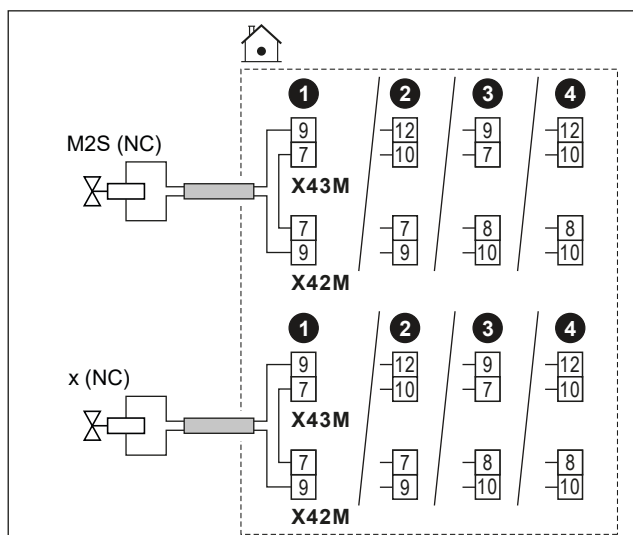 1 2 3 4
M2S (NC)
9 12 9 12
7 10 7 10
X43M
7 7 8 8
9 9 10 10
X42M
1 2 3 4
x (NC)
9 12 9 12
7 10 7 10
X43M
7 7 8 8
9 9 10 10
X42M